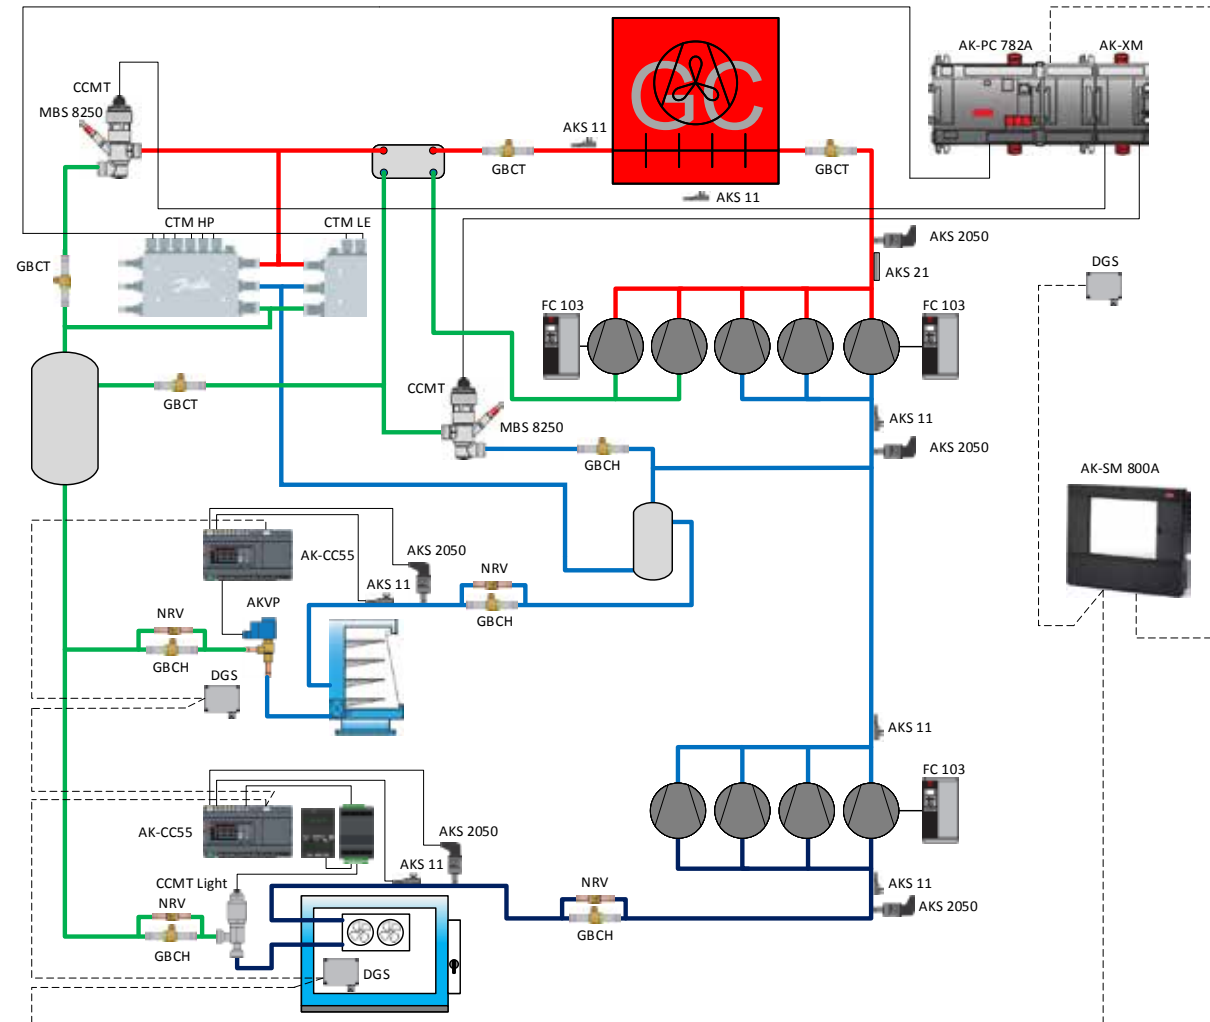 AK-PC 782A
AK-XM
CCMT
MBS 8250
AKS 11
GC
GBCT
GBCT
AKS 11
CTM HP
CTM LE
AKS 2050
GBCT
DGS
AKS 21
FC 103
FC 103
CCMT
GBCT
MBS 8250
AKS 11
AKS 2050
GBCH
AK-SM 800A
AK-CC55
AKS 2050
NRV
AKS 11
AKVP
NRV
GBCH
GBCH
DGS
AKS 11
FC 103
AK-CC55
AKS 2050
AKS 11
CCMT Light
NRV
NRV
AKS 11
AKS 2050
GBCH
GBCH
DGS